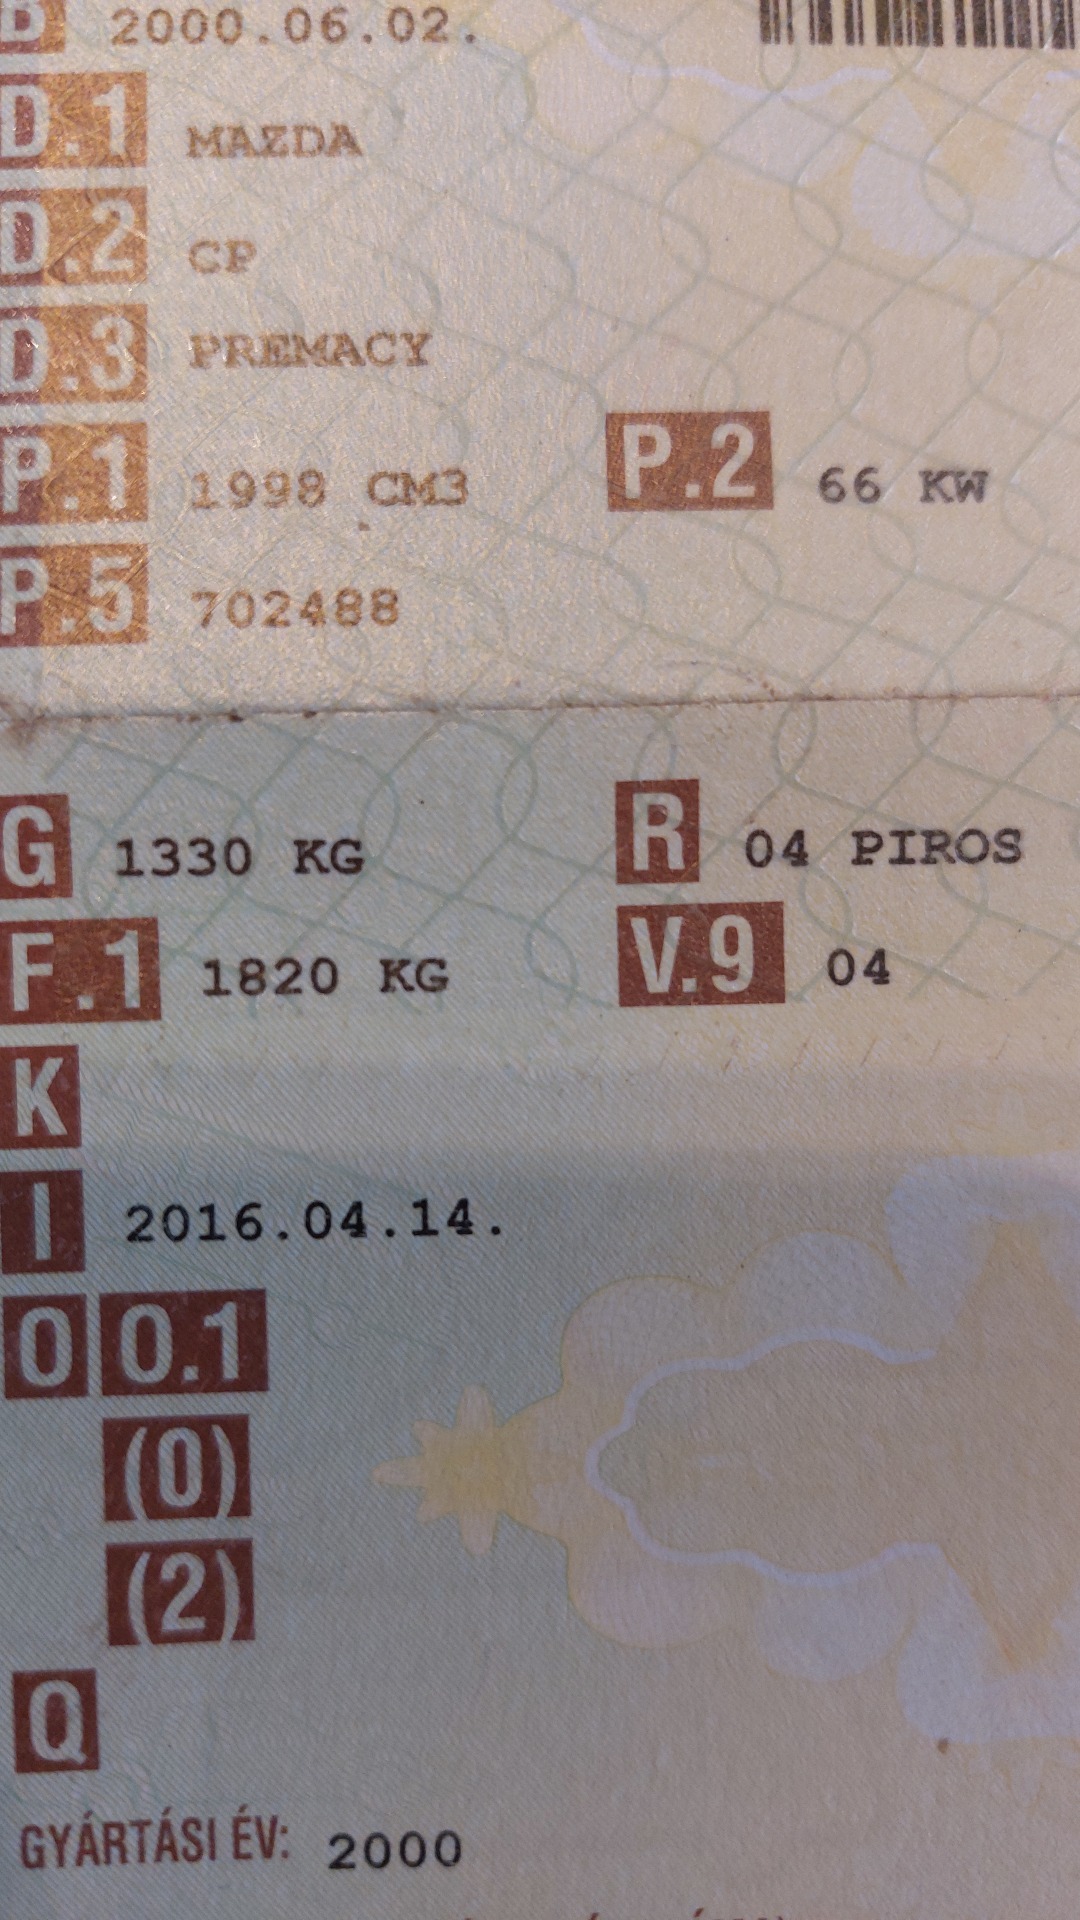 B 2000.06.02.
D.1 MAZDA
D.2 CP
D.3 PREMACY
P.1 1998 CM3 P.2 66 KW
P.5 702488
G 1330 KG R 04 PIROS
F.1 1820 KG V.9 04
K
I 2016.04.14.
O O.1
(0)
(2)
Q
GYÁRTÁSI ÉV: 2000